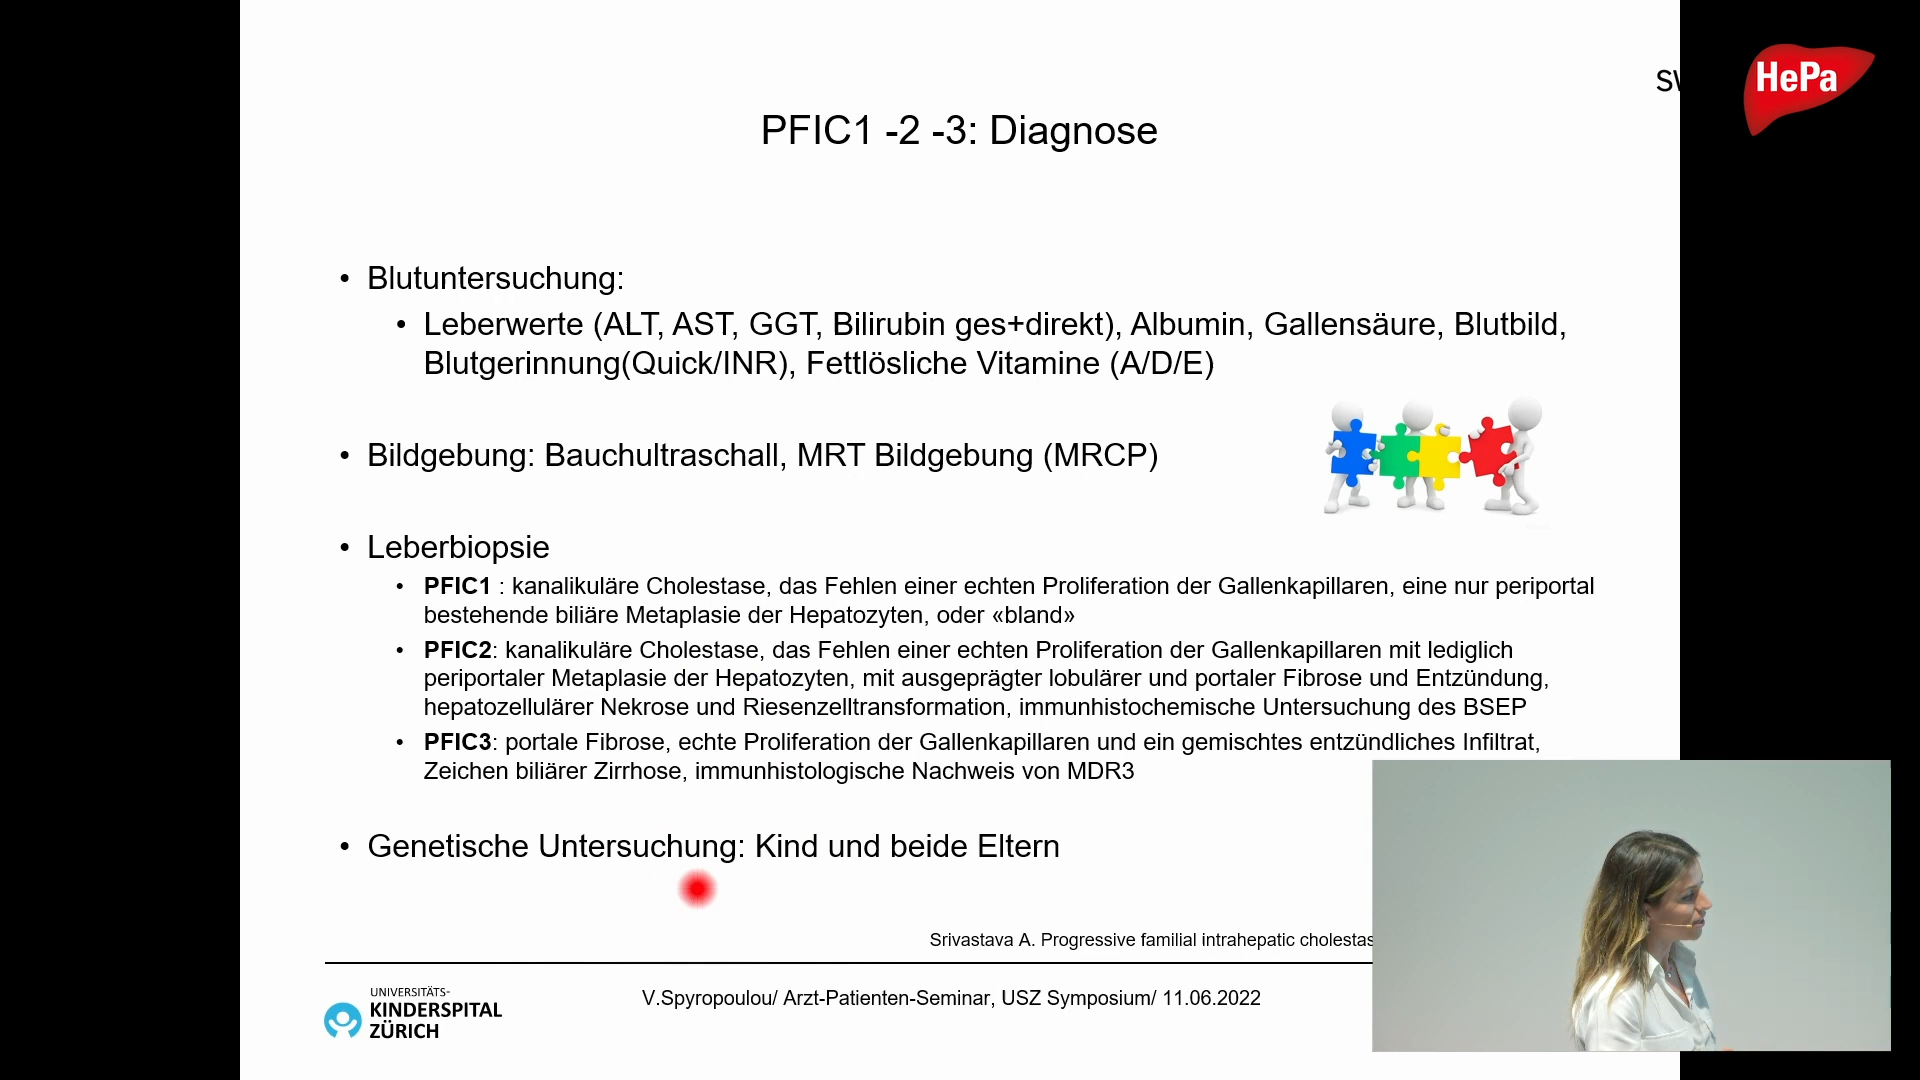 SW
HePa
PFIC1 -2 -3: Diagnose
• Blutuntersuchung:
• Leberwerte (ALT, AST, GGT, Bilirubin ges+direkt), Albumin, Gallensäure, Blutbild,
Blutgerinnung(Quick/INR), Fettlösliche Vitamine (A/D/E)
• Bildgebung: Bauchultraschall, MRT Bildgebung (MRCP)
• Leberbiopsie
• PFIC1 : kanalikuläre Cholestase, das Fehlen einer echten Proliferation der Gallenkapillaren, eine nur periportal
bestehende biliäre Metaplasie der Hepatozyten, oder «bland»
• PFIC2: kanalikuläre Cholestase, das Fehlen einer echten Proliferation der Gallenkapillaren mit lediglich
periportaler Metaplasie der Hepatozyten, mit ausgeprägter lobulärer und portaler Fibrose und Entzündung,
hepatozellulärer Nekrose und Riesenzelltransformation, immunhistochemische Untersuchung des BSEP
• PFIC3: portale Fibrose, echte Proliferation der Gallenkapillaren und ein gemischtes entzündliches Infiltrat,
Zeichen biliärer Zirrhose, immunhistologische Nachweis von MDR3
• Genetische Untersuchung: Kind und beide Eltern
Srivastava A. Progressive familial intrahepatic cholestas
UNIVERSITÄTS-
KINDERSPITAL
ZÜRICH
V.Spyropoulou/ Arzt-Patienten-Seminar, USZ Symposium/ 11.06.2022